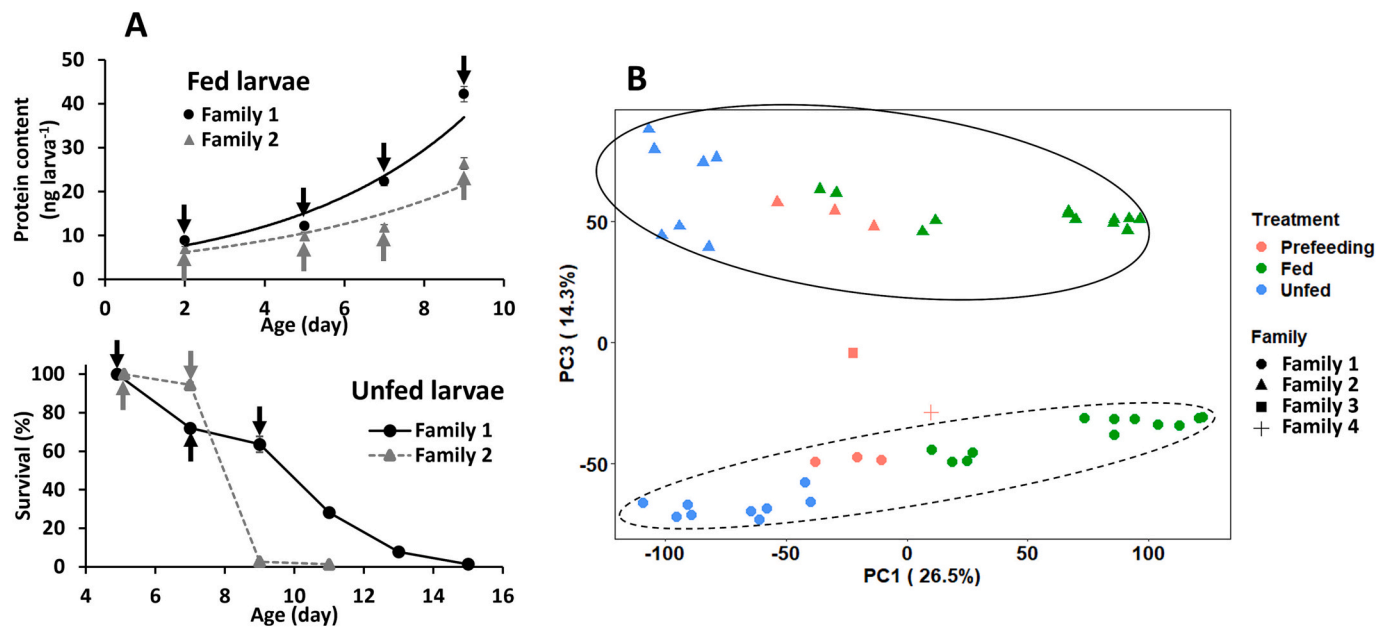 A
50
40
30
20
10
0
Protein content
(ng larva⁻¹)
Fed larvae
Family 1
Family 2
0 2 4 6 8 10
Age (day)
100
80
60
40
20
0
Survival (%)
Unfed larvae
Family 1
Family 2
4 6 8 10 12 14 16
Age (day)
B
50
0
-50
PC3 ( 14.3%)
-100 -50 0 50 100
PC1 ( 26.5%)
Treatment
Prefeeding
Fed
Unfed
Family
Family 1
Family 2
Family 3
Family 4